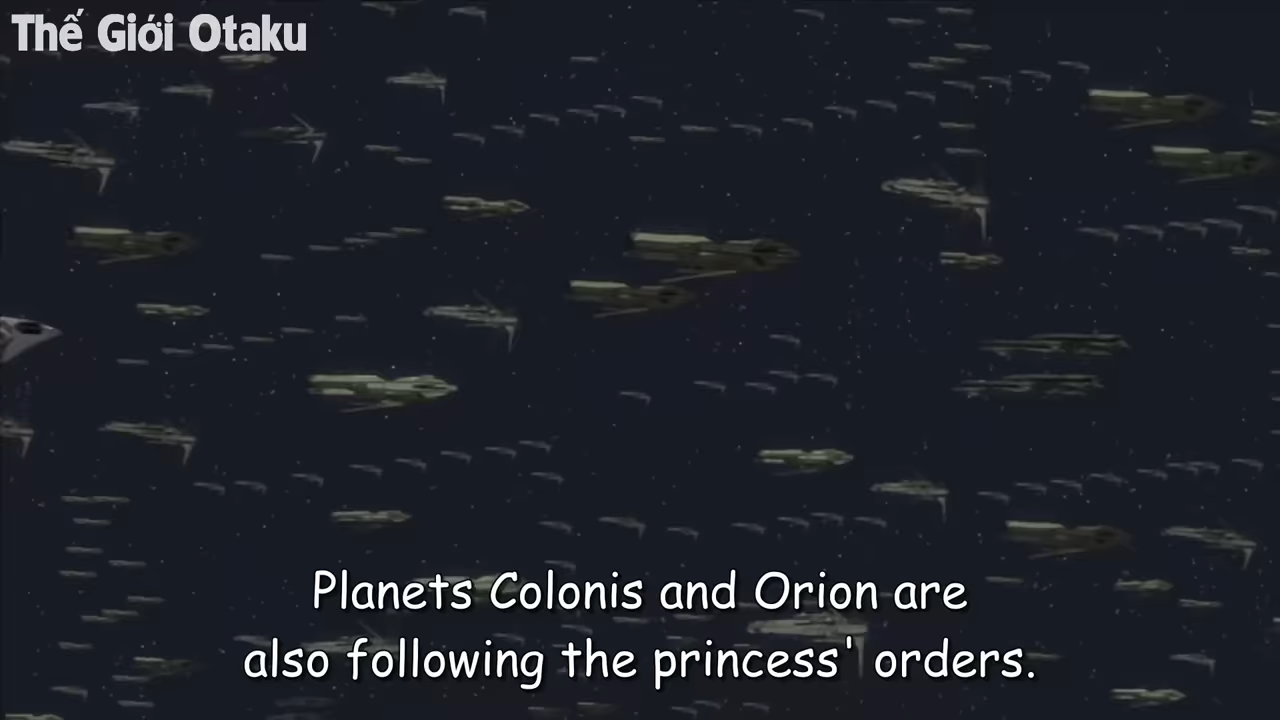 Thế Giới Otaku
Planets Colonis and Orion are
also following the princess' orders.